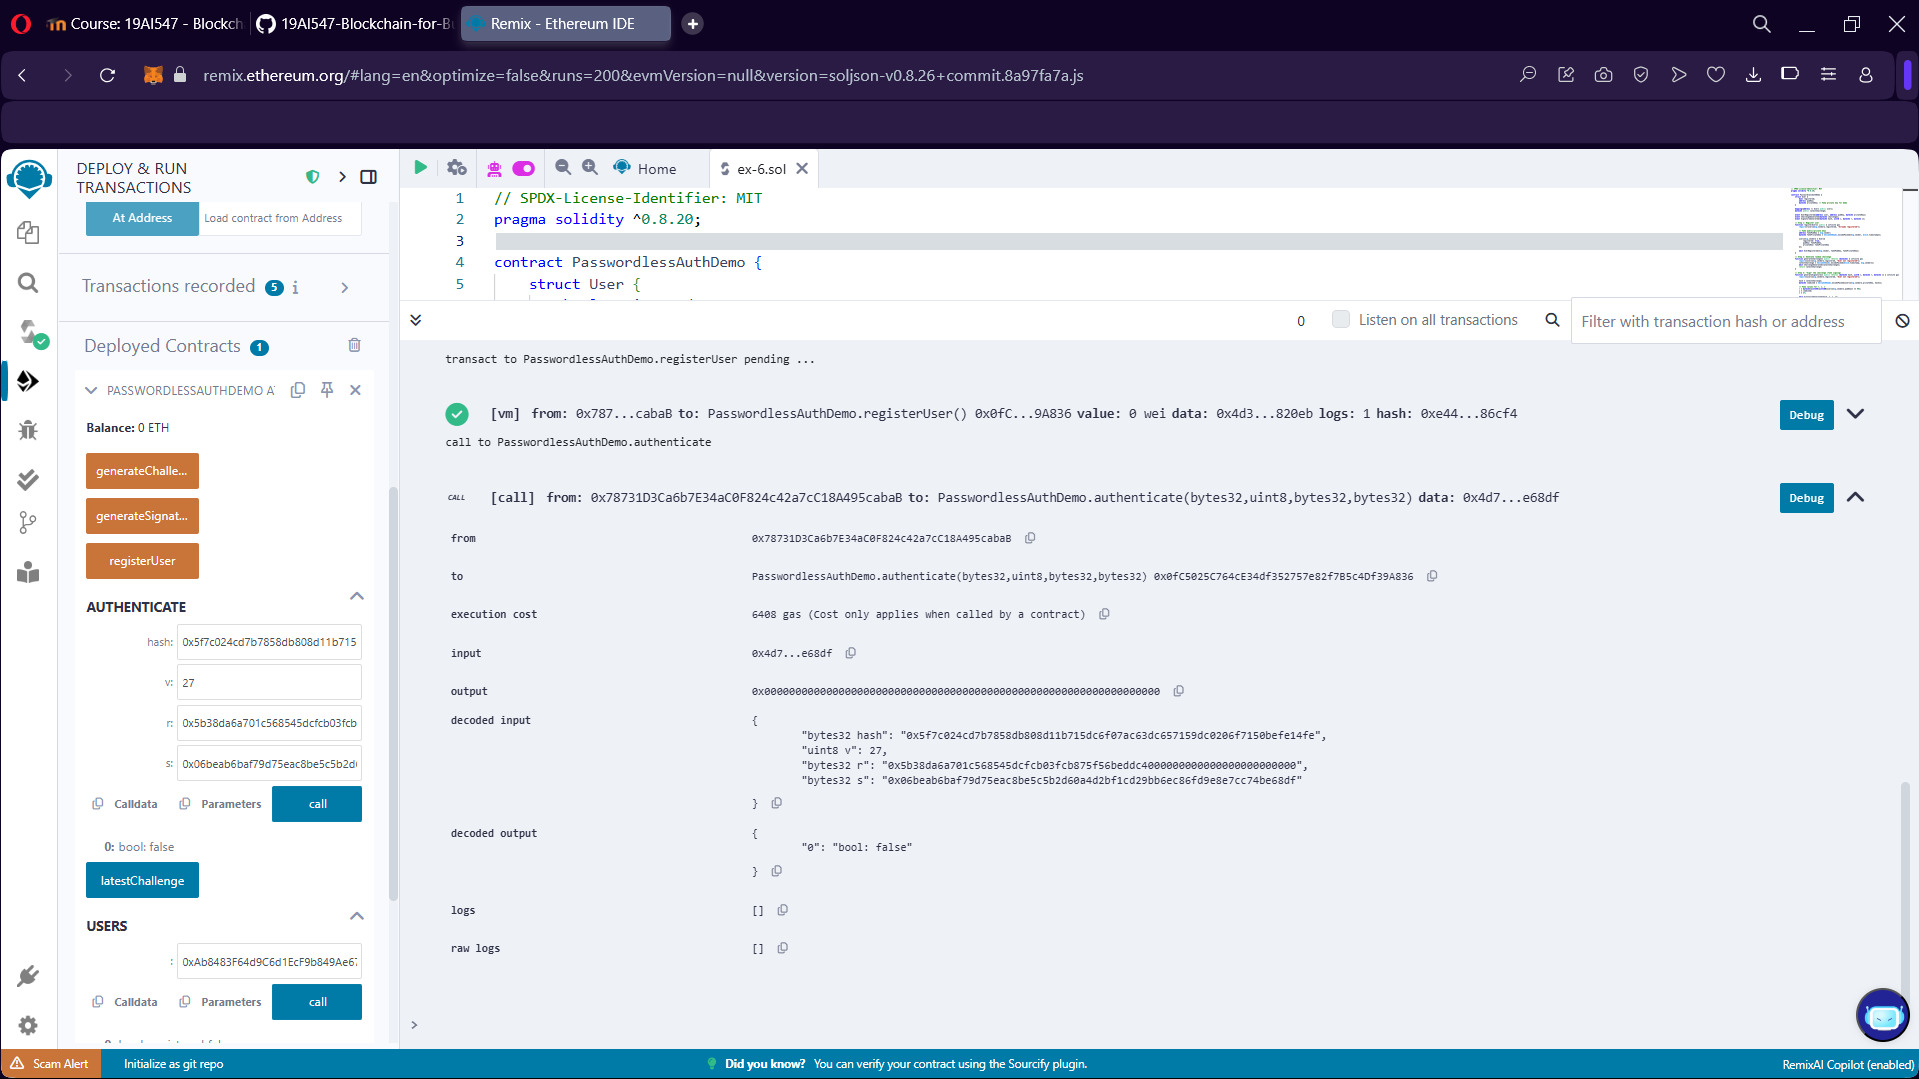 Course: 19AI547 - Blockch
19AI547-Blockchain-for-Bu
Remix - Ethereum IDE
remix.ethereum.org/#lang=en&optimize=false&runs=200&evmVersion=null&version=soljson-v0.8.26+commit.8a97fa7a.js
DEPLOY & RUN
TRANSACTIONS
At Address
Load contract from Address
Transactions recorded 5 i
Deployed Contracts 1
PASSWORDLESSAUTHDEMO AT
Balance: 0 ETH
generateChalle...
generateSignat...
registerUser
AUTHENTICATE
hash: 0x5f7c024cd7b7858db808d11b715
v: 27
r: 0x5b38da6a701c568545dcfcb03fcb
s: 0x06beab6baf79d75eac8be5c5b2d6
Calldata Parameters call
0: bool: false
latestChallenge
USERS
: 0xAb8483F64d9C6d1EcF9b849Ae67
Calldata Parameters call
Home
ex-6.sol
1 // SPDX-License-Identifier: MIT
2 pragma solidity ^0.8.20;
3
4 contract PasswordlessAuthDemo {
5 struct User {
0
Listen on all transactions
Filter with transaction hash or address
transact to PasswordlessAuthDemo.registerUser pending ...
[vm] from: 0x787...cabaB to: PasswordlessAuthDemo.registerUser() 0x0fC...9A836 value: 0 wei data: 0x4d3...820eb logs: 1 hash: 0xe44...86cf4
Debug
call to PasswordlessAuthDemo.authenticate
CALL [call] from: 0x78731D3Ca6b7E34aC0F824c42a7cC18A495cabaB to: PasswordlessAuthDemo.authenticate(bytes32,uint8,bytes32,bytes32) data: 0x4d7...e68df
Debug
from 0x78731D3Ca6b7E34aC0F824c42a7cC18A495cabaB
to PasswordlessAuthDemo.authenticate(bytes32,uint8,bytes32,bytes32) 0x0fC5025C764cE34df352757e82f7B5c4Df39A836
execution cost 6408 gas (Cost only applies when called by a contract)
input 0x4d7...e68df
output 0x0000000000000000000000000000000000000000000000000000000000000000
decoded input {
"bytes32 hash": "0x5f7c024cd7b7858db808d11b715dc6f07ac63dc657159dc0206f7150befe14fe",
"uint8 v": 27,
"bytes32 r": "0x5b38da6a701c568545dcfcb03fcb875f56beddc4000000000000000000000000",
"bytes32 s": "0x06beab6baf79d75eac8be5c5b2d60a4d2bf1cd29bb6ec86fd9e8e7cc74be68df"
}
decoded output {
"0": "bool: false"
}
logs []
raw logs []
>
Scam Alert
Initialize as git repo
Did you know? You can verify your contract using the Sourcify plugin.
RemixAI Copilot (enabled)